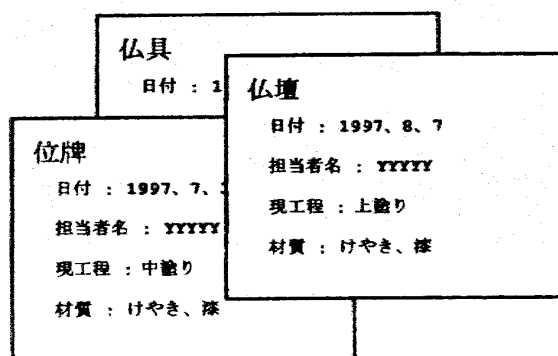 仏具
日付 : 1
仏壇
日付 : 1997、8、7
担当者名 : YYYYY
現工程 : 上塗り
材質 : けやき、漆
位牌
日付 : 1997、7、
担当者名 : YYYYY
現工程 : 中塗り
材質 : けやき、漆